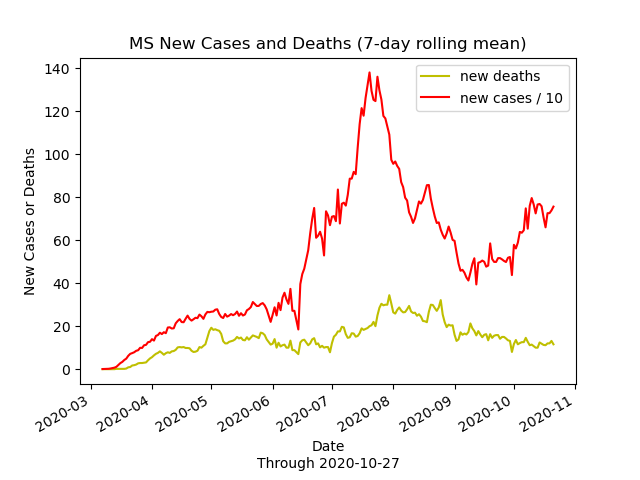 MS New Cases and Deaths (7-day rolling mean)
new deaths
new cases / 10
140
120
100
80
60
40
20
0
New Cases or Deaths
2020-03
2020-04
2020-05
2020-06
2020-07
2020-08
2020-09
2020-10
2020-11
Date
Through 2020-10-27